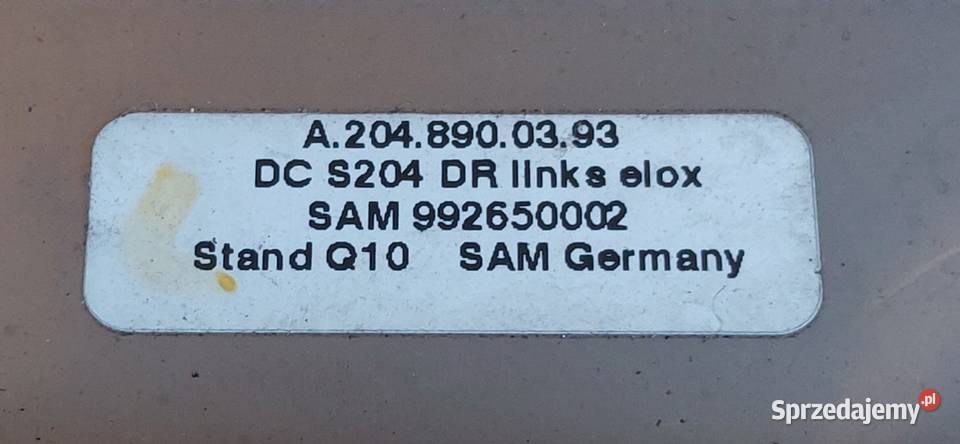 A.204.890.03.93
DC S204 DR links elox
SAM 992650002
Stand Q10 SAM Germany
Sprzedajemy.pl